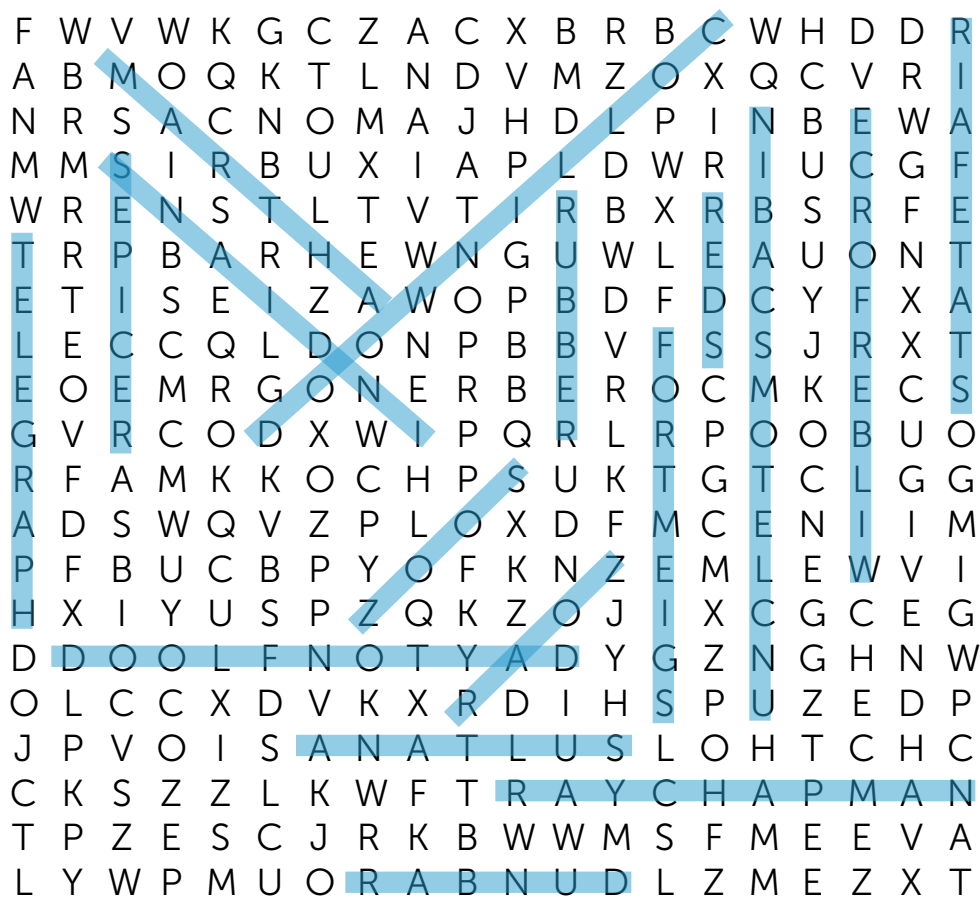 F W V W K G C Z A C X B R B C W H D D R
A B M O Q K T L N D V M Z O X Q C V R I
N R S A C N O M A J H D L P I N B E W A
M M S I R B U X I A P L D W R I U C G F
W R E N S T L T V T I R B X R B S R F E
T R P B A R H E W N G U W L E A U O N T
E T I S E I Z A W O P B D F D C Y F X A
L E C C Q L D O N P B B V F S S J R X T
E O E M R G O N E R B E R O C M K E C S
G V R C O D X W I P Q R L R P O O B U O
R F A M K K O C H P S U K T G T C L G G
A D S W Q V Z P L O X D F M C E N I I M
P F B U C B P Y O F K N Z E M L E W V I
H X I Y U S P Z Q K Z O J I X C G C E G
D D O O L F N O T Y A D Y G Z N G H N W
O L C C X D V K X R D I H S P U Z E D P
J P V O I S A N A T L U S L O H T C H C
C K S Z Z L K W F T R A Y C H A P M A N
T P Z E S C J R K B W W M S F M E E V A
L Y W P M U O R A B N U D L Z M E Z X T